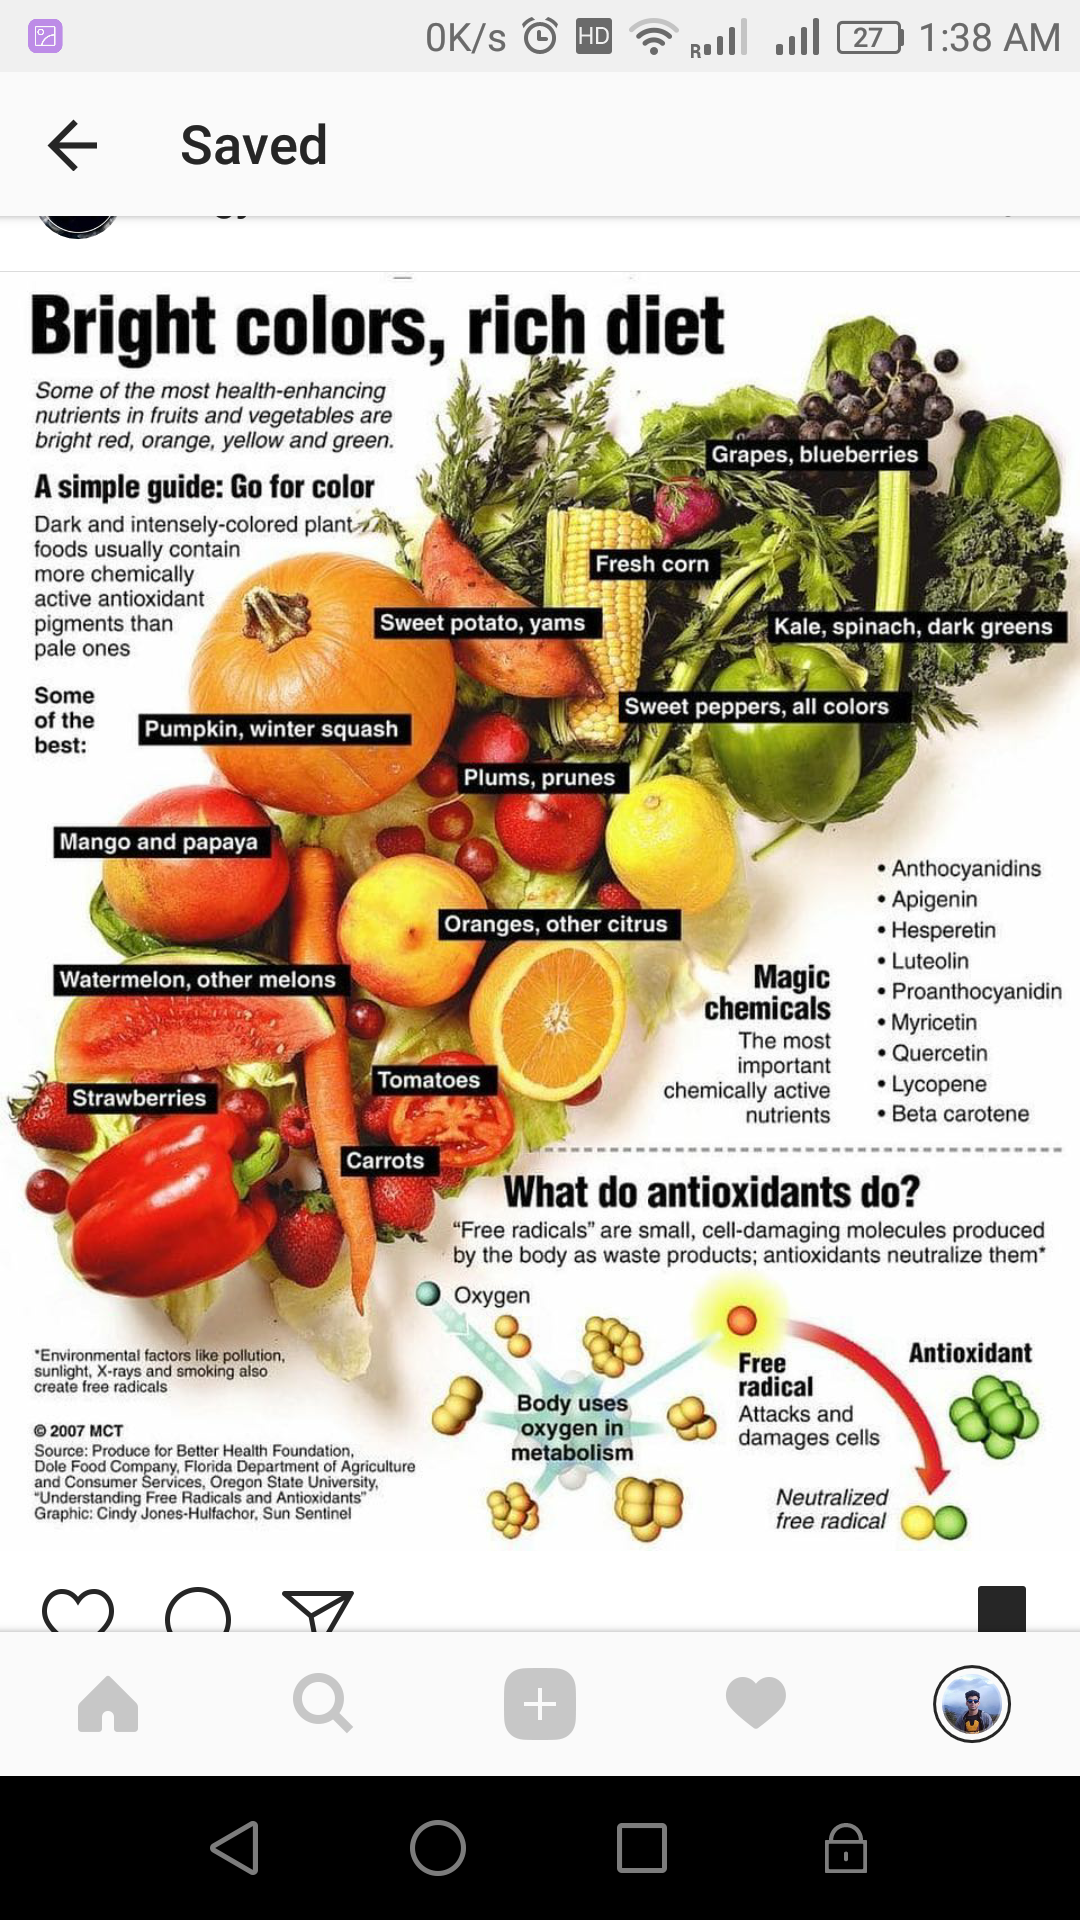 0K/s HD R 27 1:38 AM
Saved
Bright colors, rich diet
Some of the most health-enhancing
nutrients in fruits and vegetables are
bright red, orange, yellow and green.
A simple guide: Go for color
Dark and intensely-colored plant
foods usually contain
more chemically
active antioxidant
pigments than
pale ones
Some
of the
best:
Grapes, blueberries
Fresh corn
Sweet potato, yams
Kale, spinach, dark greens
Sweet peppers, all colors
Pumpkin, winter squash
Plums, prunes
Mango and papaya
Oranges, other citrus
Watermelon, other melons
Tomatoes
Strawberries
Carrots
Magic
chemicals
The most
important
chemically active
nutrients
• Anthocyanidins
• Apigenin
• Hesperetin
• Luteolin
• Proanthocyanidin
• Myricetin
• Quercetin
• Lycopene
• Beta carotene
What do antioxidants do?
“Free radicals” are small, cell-damaging molecules produced
by the body as waste products; antioxidants neutralize them*
Oxygen
Body uses
oxygen in
metabolism
Free
radical
Attacks and
damages cells
Antioxidant
Neutralized
free radical
*Environmental factors like pollution,
sunlight, X-rays and smoking also
create free radicals
© 2007 MCT
Source: Produce for Better Health Foundation,
Dole Food Company, Florida Department of Agriculture
and Consumer Services, Oregon State University,
“Understanding Free Radicals and Antioxidants”
Graphic: Cindy Jones-Hulfachor, Sun Sentinel